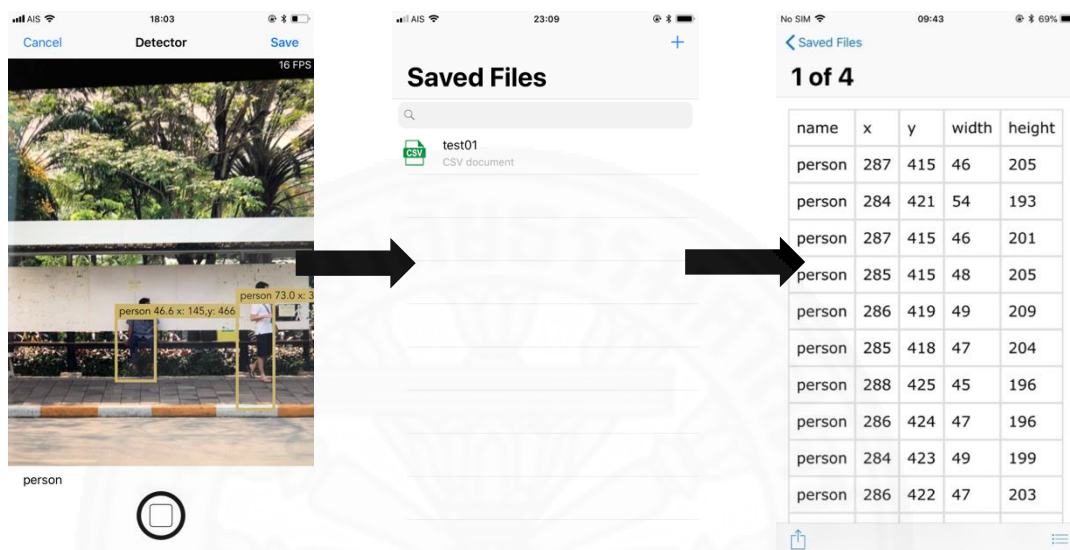 AIS 18:03
Cancel Detector Save
16 FPS
person 73.0 x: 3
person 46.6 x: 145,y: 466
person
AIS 23:09
+
Saved Files
CSV
test01
CSV document
No SIM 09:43 69%
Saved Files
1 of 4
name x y width height
person 287 415 46 205
person 284 421 54 193
person 287 415 46 201
person 285 415 48 205
person 286 419 49 209
person 285 418 47 204
person 288 425 45 196
person 286 424 47 196
person 284 423 49 199
person 286 422 47 203